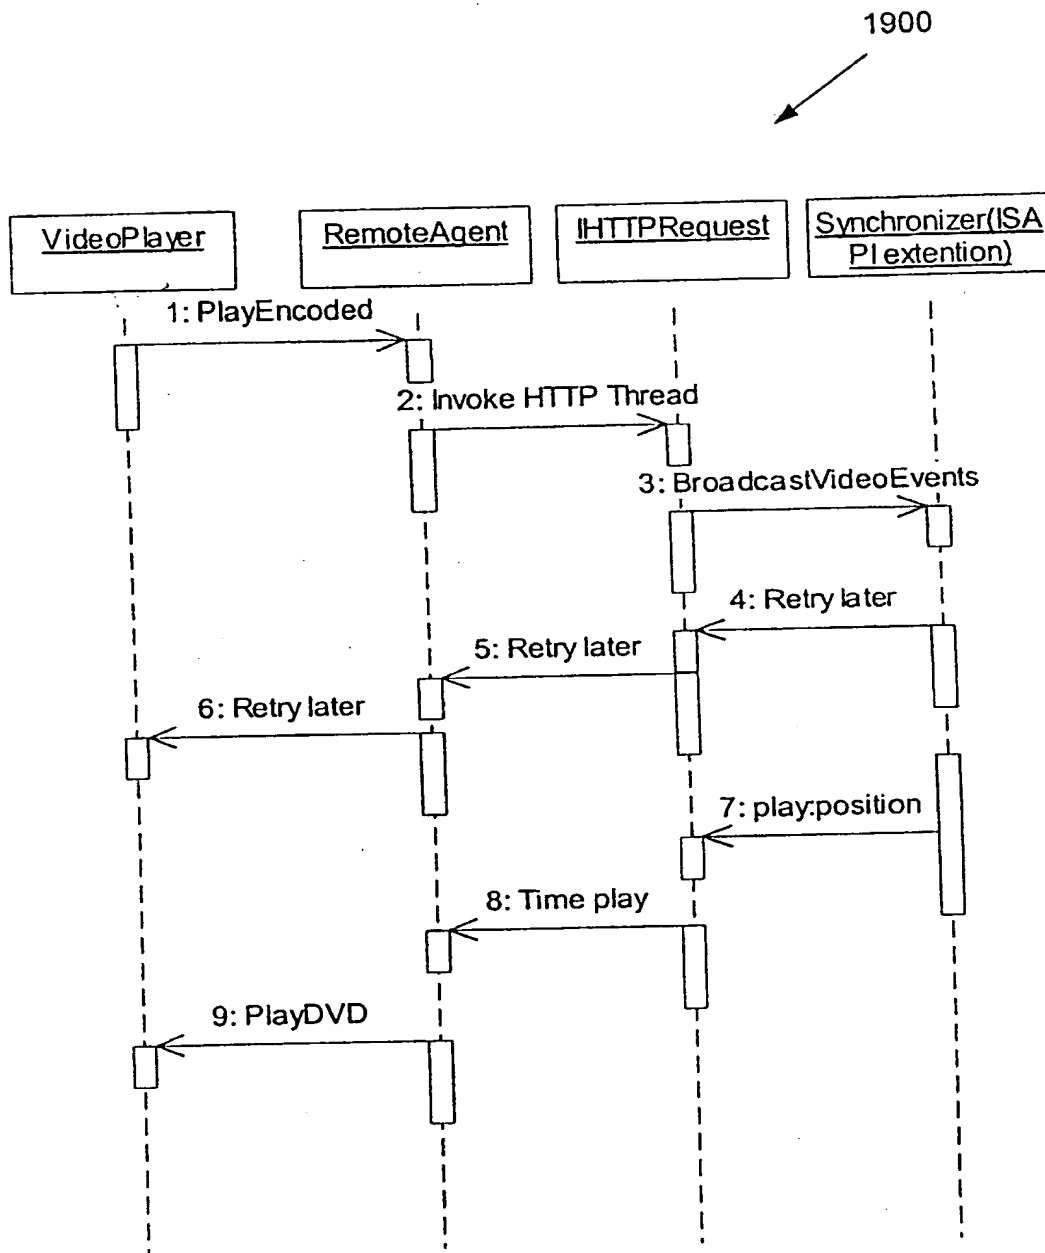 1900
VideoPlayer
RemoteAgent
IHTTPRequest
Synchronizer(ISA
PI extention)
1: PlayEncoded
2: Invoke HTTP Thread
3: BroadcastVideoEvents
4: Retry later
5: Retry later
6: Retry later
7: play:position
8: Time play
9: PlayDVD